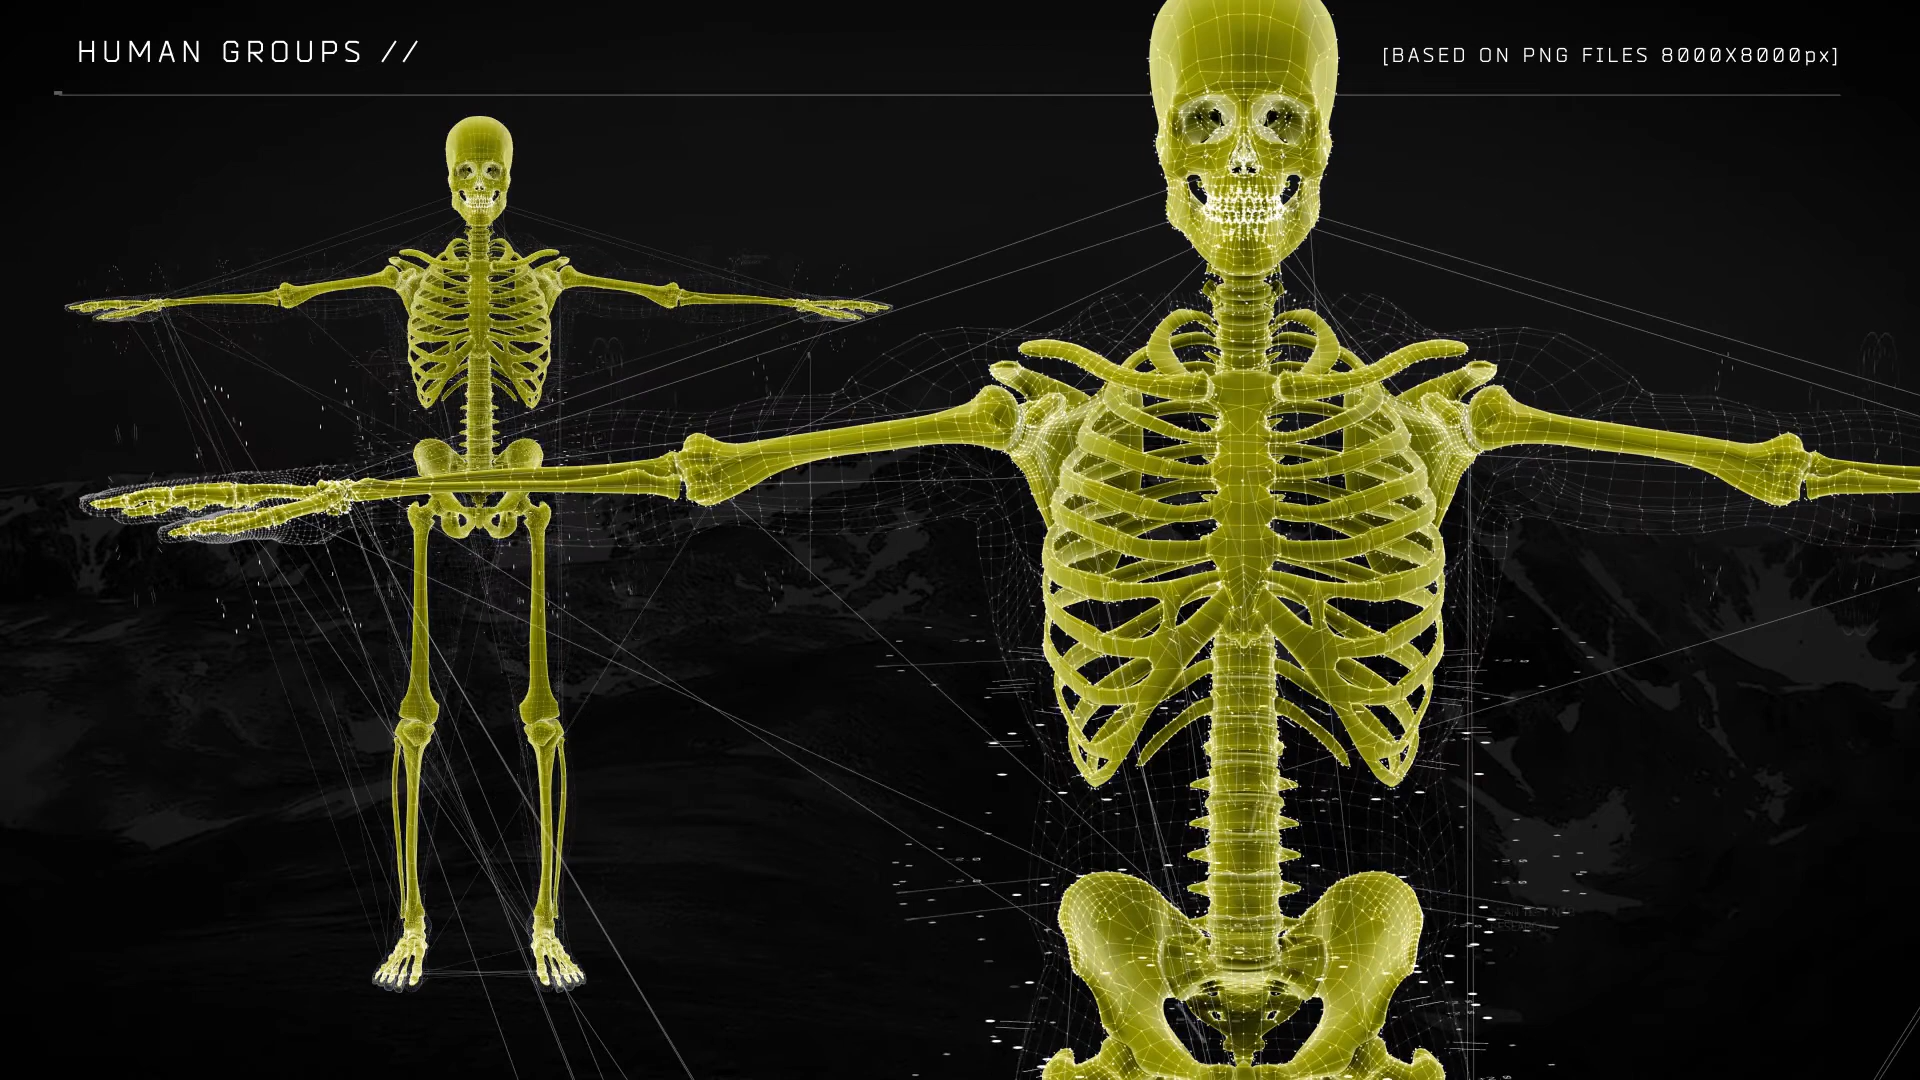 HUMAN GROUPS //
[BASED ON PNG FILES 8000X8000px]